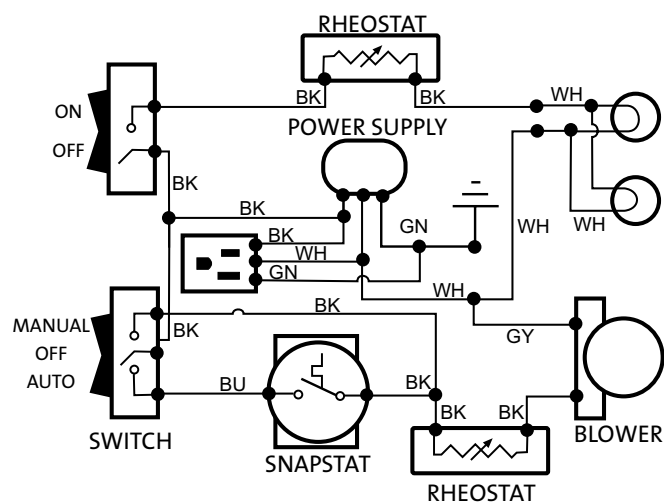 RHEOSTAT
BK
BK
WH
ON
OFF
POWER SUPPLY
BK
BK
BK
GN
WH
WH
WH
GN
WH
BK
MANUAL
OFF
AUTO
BK
GY
BU
BK
BK
BK
SWITCH
SNAPSTAT
BLOWER
RHEOSTAT